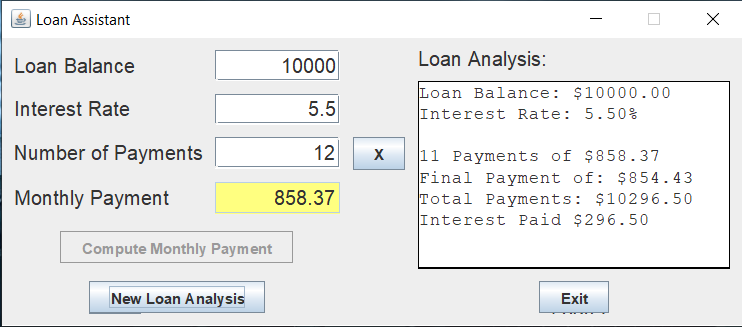 Loan Assistant
Loan Balance 10000
Interest Rate 5.5
Number of Payments 12 X
Monthly Payment 858.37
Compute Monthly Payment
New Loan Analysis
Loan Analysis:
Loan Balance: $10000.00
Interest Rate: 5.50%
11 Payments of $858.37
Final Payment of: $854.43
Total Payments: $10296.50
Interest Paid $296.50
Exit